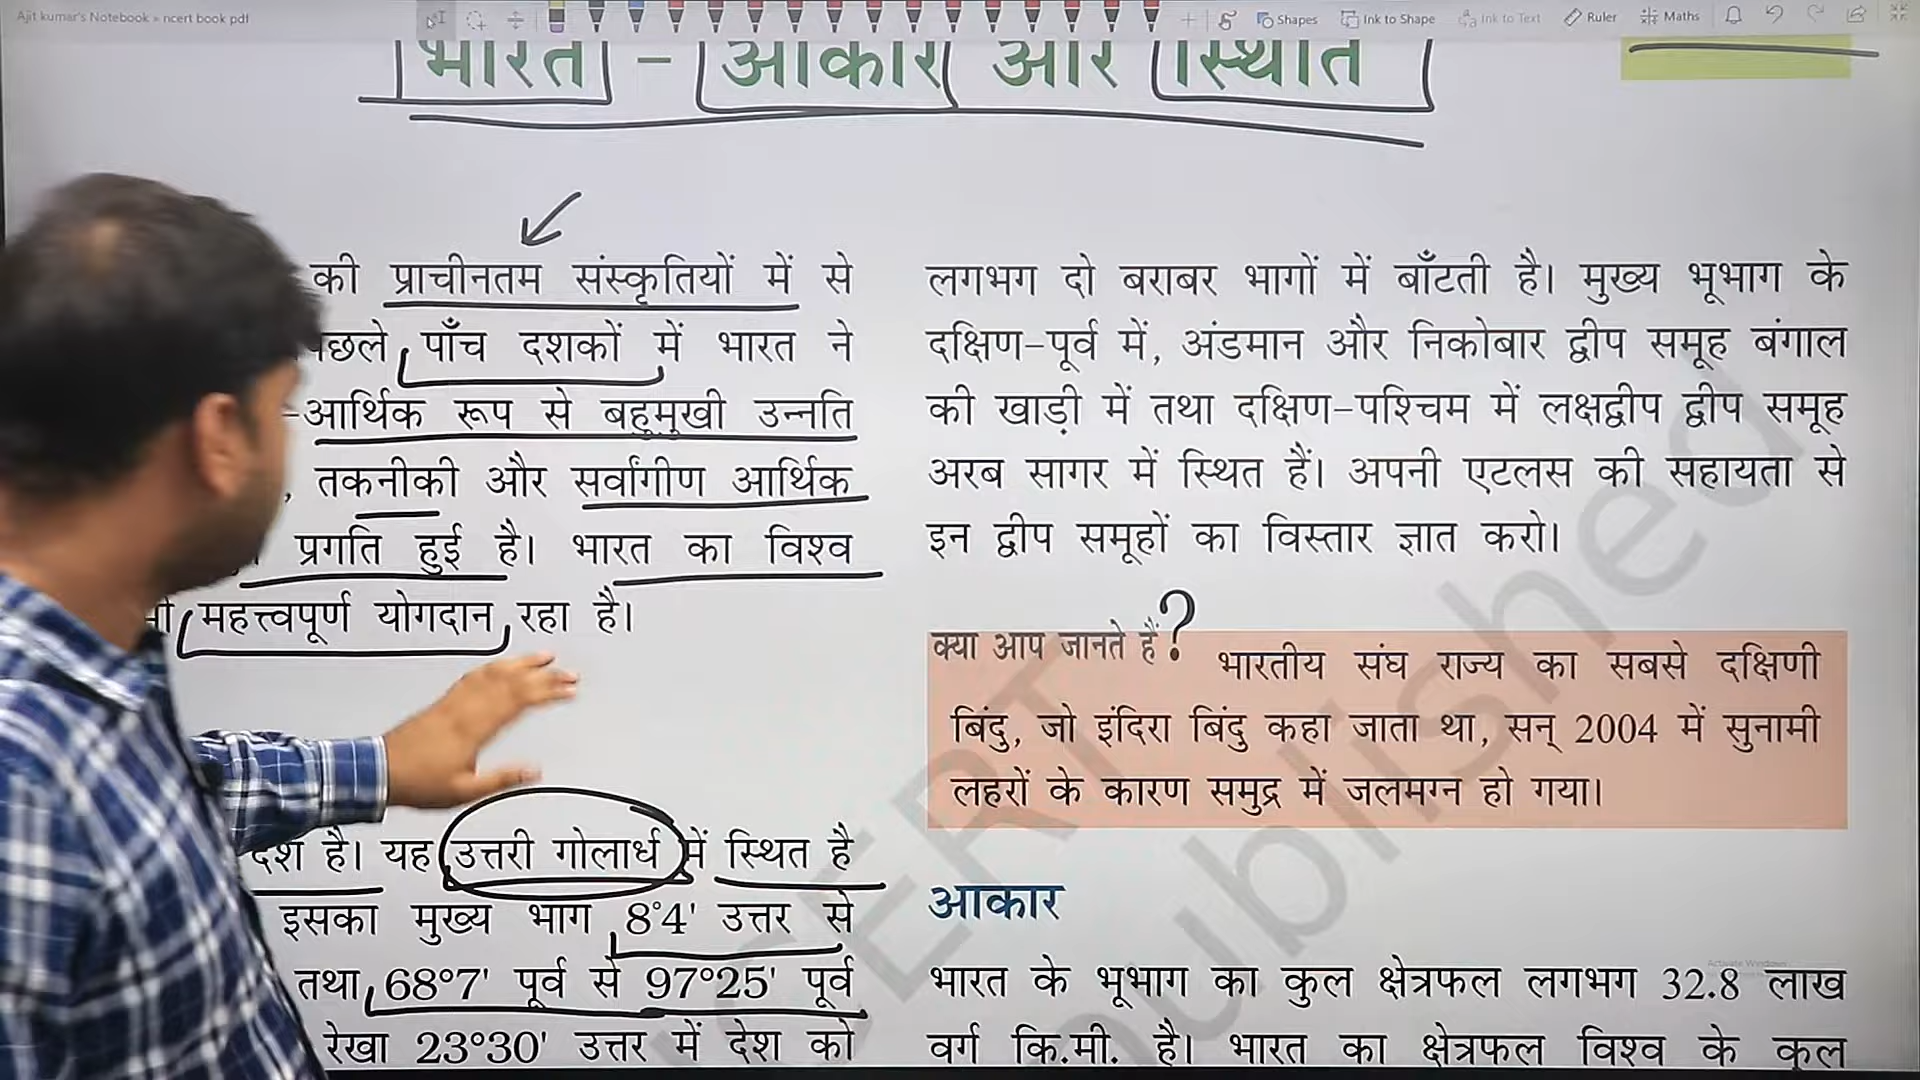 Ajit kumar's Notebook » ncert book pdf
Shapes
Ink to Shape
Ink to Text
Ruler
Maths
भारत – आकार और स्थिति
की प्राचीनतम संस्कृतियों में से
पाँच दशकों में भारत ने
-आर्थिक रूप से बहुमुखी उन्नति
, तकनीकी और सर्वांगीण आर्थिक
प्रगति हुई है। भारत का विश्व
महत्त्वपूर्ण योगदान रहा है।
देश है। यह उत्तरी गोलार्ध में स्थित है
इसका मुख्य भाग 8°4' उत्तर से
तथा 68°7' पूर्व से 97°25' पूर्व
रेखा 23°30' उत्तर में देश को
लगभग दो बराबर भागों में बाँटती है। मुख्य भूभाग के
दक्षिण-पूर्व में, अंडमान और निकोबार द्वीप समूह बंगाल
की खाड़ी में तथा दक्षिण-पश्चिम में लक्षद्वीप द्वीप समूह
अरब सागर में स्थित हैं। अपनी एटलस की सहायता से
इन द्वीप समूहों का विस्तार ज्ञात करो।
क्या आप जानते हैं?
भारतीय संघ राज्य का सबसे दक्षिणी
बिंदु, जो इंदिरा बिंदु कहा जाता था, सन् 2004 में सुनामी
लहरों के कारण समुद्र में जलमग्न हो गया।
आकार
भारत के भूभाग का कुल क्षेत्रफल लगभग 32.8 लाख
वर्ग कि.मी. है। भारत का क्षेत्रफल विश्व के कुल
Activate Windows